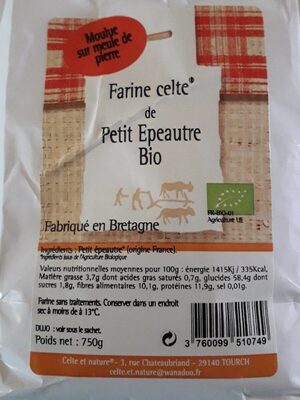 Moulue
sur meule de
pierre
Farine celte®
de
Petit Epeautre
Bio
FR-BIO-01
Agriculture UE
Fabriqué en Bretagne
Ingrédients : Petit épeautre* (origine France).
*Ingrédients issus de l'Agriculture Biologique
Valeurs nutritionnelles moyennes pour 100g : énergie 1415Kj / 335Kcal,
Matière grasse 3,7g dont acides gras saturés 0,7g, glucides 58,4g dont
sucres 1,8g, fibres alimentaires 10,1g, protéines 11,9g, sel 0,01g.
Farine sans traitements. Conserver dans un endroit
sec à moins de à 13°C.
DLUO : voir sous le sachet.
Poids net : 750g
3 760099 510749
Celte et nature® - 3, rue Chateaubriand - 29140 TOURCH
celte.et.nature@wanadoo.fr